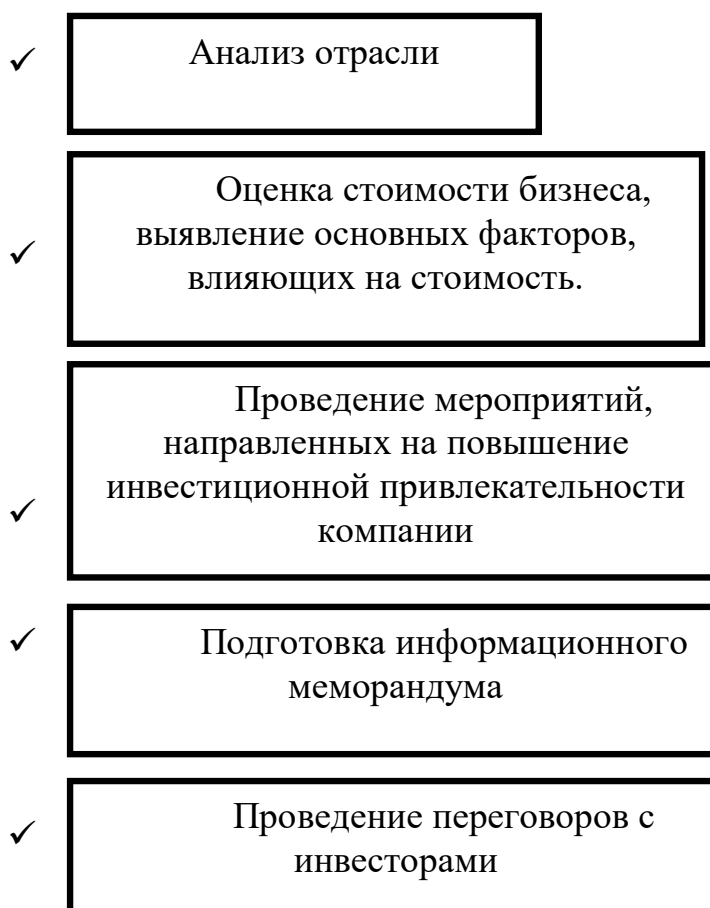 ✓ Анализ отрасли
Оценка стоимости бизнеса,
✓ выявление основных факторов,
влияющих на стоимость.
Проведение мероприятий,
направленных на повышение
инвестиционной привлекательности
✓ компании
✓ Подготовка информационного
меморандума
✓ Проведение переговоров с
инвесторами